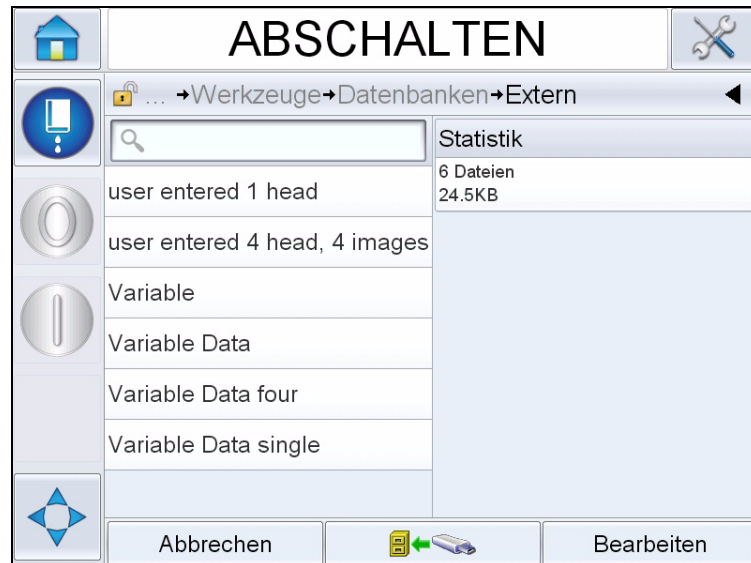 ABSCHALTEN
... →Werkzeuge→Datenbanken→Extern
Statistik
6 Dateien
24.5KB
user entered 1 head
user entered 4 head, 4 images
Variable
Variable Data
Variable Data four
Variable Data single
Abbrechen
Bearbeiten